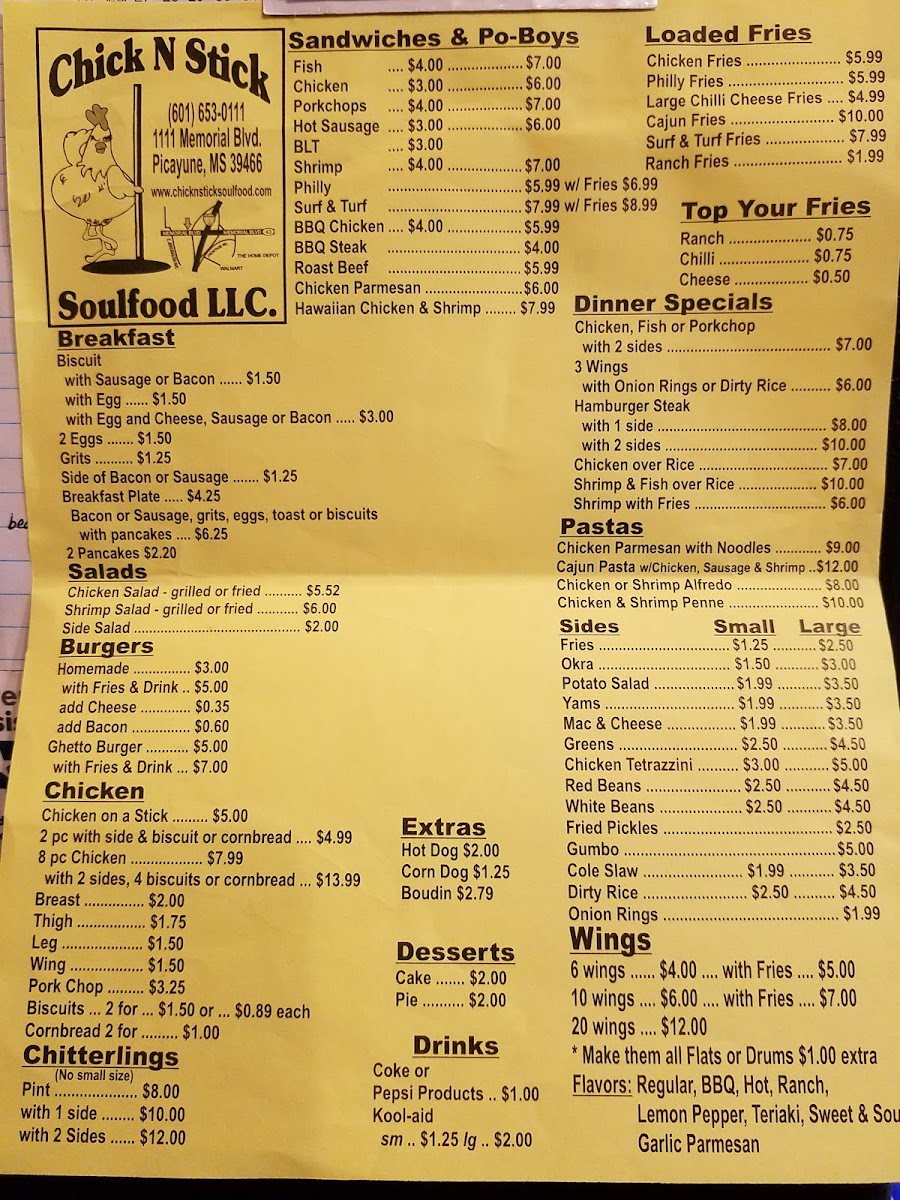 Chick N Stick
(601) 653-0111
1111 Memorial Blvd.
Picayune, MS 39466
www.chicknsticksoulfood.com
MEMORIAL BLVD
MEMORIAL BLVD 43
THE HOME DEPOT
WALMART
Soulfood LLC.
Sandwiches & Po-Boys
Fish .... $4.00 .................. $7.00
Chicken .... $3.00 .................. $6.00
Porkchops .... $4.00 .................. $7.00
Hot Sausage .... $3.00 .................. $6.00
BLT .... $3.00
Shrimp .... $4.00 .................. $7.00
Philly ................................ $5.99 w/ Fries $6.99
Surf & Turf ................................ $7.99 w/ Fries $8.99
BBQ Chicken .... $4.00 .................. $5.99
BBQ Steak ................................ $4.00
Roast Beef ................................ $5.99
Chicken Parmesan ....................... $6.00
Hawaiian Chicken & Shrimp ........ $7.99
Loaded Fries
Chicken Fries ........................ $5.99
Philly Fries ............................ $5.99
Large Chilli Cheese Fries .... $4.99
Cajun Fries ........................ $10.00
Surf & Turf Fries .................. $7.99
Ranch Fries .......................... $1.99
Top Your Fries
Ranch .................... $0.75
Chilli ...................... $0.75
Cheese .................. $0.50
Dinner Specials
Chicken, Fish or Porkchop
with 2 sides ........................................ $7.00
3 Wings
with Onion Rings or Dirty Rice .......... $6.00
Hamburger Steak
with 1 side ......................................... $8.00
with 2 sides ..................................... $10.00
Chicken over Rice ............................... $7.00
Shrimp & Fish over Rice ................... $10.00
Shrimp with Fries ................................ $6.00
Breakfast
Biscuit
with Sausage or Bacon ...... $1.50
with Egg ...... $1.50
with Egg and Cheese, Sausage or Bacon ..... $3.00
2 Eggs ....... $1.50
Grits ......... $1.25
Side of Bacon or Sausage ....... $1.25
Breakfast Plate ..... $4.25
Bacon or Sausage, grits, eggs, toast or biscuits
with pancakes .... $6.25
2 Pancakes $2.20
Salads
Chicken Salad - grilled or fried ......... $5.52
Shrimp Salad - grilled or fried .......... $6.00
Side Salad ............................................... $2.00
Burgers
Homemade .............. $3.00
with Fries & Drink .. $5.00
add Cheese ............. $0.35
add Bacon ............... $0.60
Ghetto Burger ........... $5.00
with Fries & Drink ... $7.00
Chicken
Chicken on a Stick ......... $5.00
2 pc with side & biscuit or cornbread .... $4.99
8 pc Chicken .................. $7.99
with 2 sides, 4 biscuits or cornbread ... $13.99
Breast .............. $2.00
Thigh ................. $1.75
Leg .................... $1.50
Wing ................... $1.50
Pork Chop ......... $3.25
Biscuits ... 2 for ... $1.50 or ... $0.89 each
Cornbread 2 for ......... $1.00
Chitterlings
(No small size)
Pint ..................... $8.00
with 1 side ........ $10.00
with 2 Sides ...... $12.00
Extras
Hot Dog $2.00
Corn Dog $1.25
Boudin $2.79
Desserts
Cake ....... $2.00
Pie .......... $2.00
Drinks
Coke or
Pepsi Products .. $1.00
Kool-aid
sm .. $1.25 lg .. $2.00
Pastas
Chicken Parmesan with Noodles ............ $9.00
Cajun Pasta w/Chicken, Sausage & Shrimp .. $12.00
Chicken or Shrimp Alfredo .................... $8.00
Chicken & Shrimp Penne ...................... $10.00
Sides Small Large
Fries ................................ $1.25 .......... $2.50
Okra ................................ $1.50 .......... $3.00
Potato Salad ................... $1.99 .......... $3.50
Yams ............................... $1.99 .......... $3.50
Mac & Cheese ................ $1.99 .......... $3.50
Greens ............................ $2.50 .......... $4.50
Chicken Tetrazzini ......... $3.00 .......... $5.00
Red Beans ...................... $2.50 .......... $4.50
White Beans ................... $2.50 .......... $4.50
Fried Pickles ........................................ $2.50
Gumbo .................................................. $5.00
Cole Slaw ....................... $1.99 .......... $3.50
Dirty Rice ....................... $2.50 .......... $4.50
Onion Rings ......................................... $1.99
Wings
6 wings ...... $4.00 .... with Fries .... $5.00
10 wings .... $6.00 .... with Fries .... $7.00
20 wings .... $12.00
* Make them all Flats or Drums $1.00 extra
Flavors: Regular, BBQ, Hot, Ranch,
Lemon Pepper, Teriaki, Sweet & Sou
Garlic Parmesan